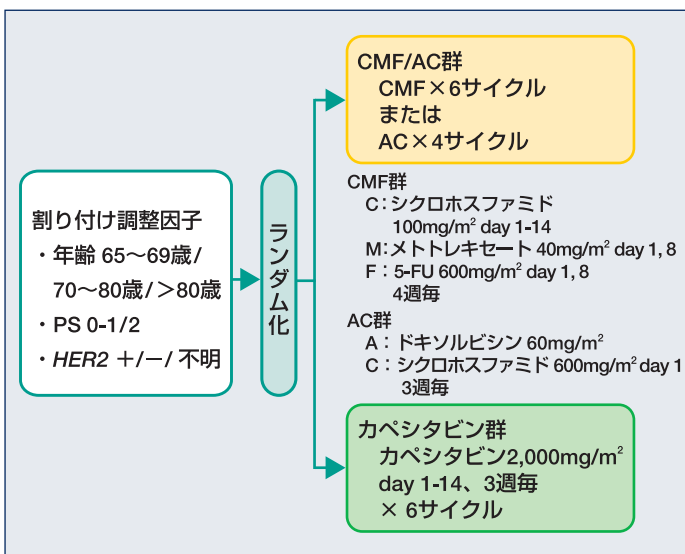 割り付け調整因子
・年齢 65～69歳/
70～80歳/＞80歳
・PS 0-1/2
・HER2 +/−/ 不明
ランダム化
CMF/AC群
CMF×6サイクル
または
AC×4サイクル
CMF群
C：シクロホスファミド
100mg/m² day 1-14
M：メトトレキセート 40mg/m² day 1, 8
F：5-FU 600mg/m² day 1, 8
4週毎
AC群
A：ドキソルビシン 60mg/m²
C：シクロホスファミド 600mg/m² day 1
3週毎
カペシタビン群
カペシタビン2,000mg/m²
day 1-14、3週毎
× 6サイクル